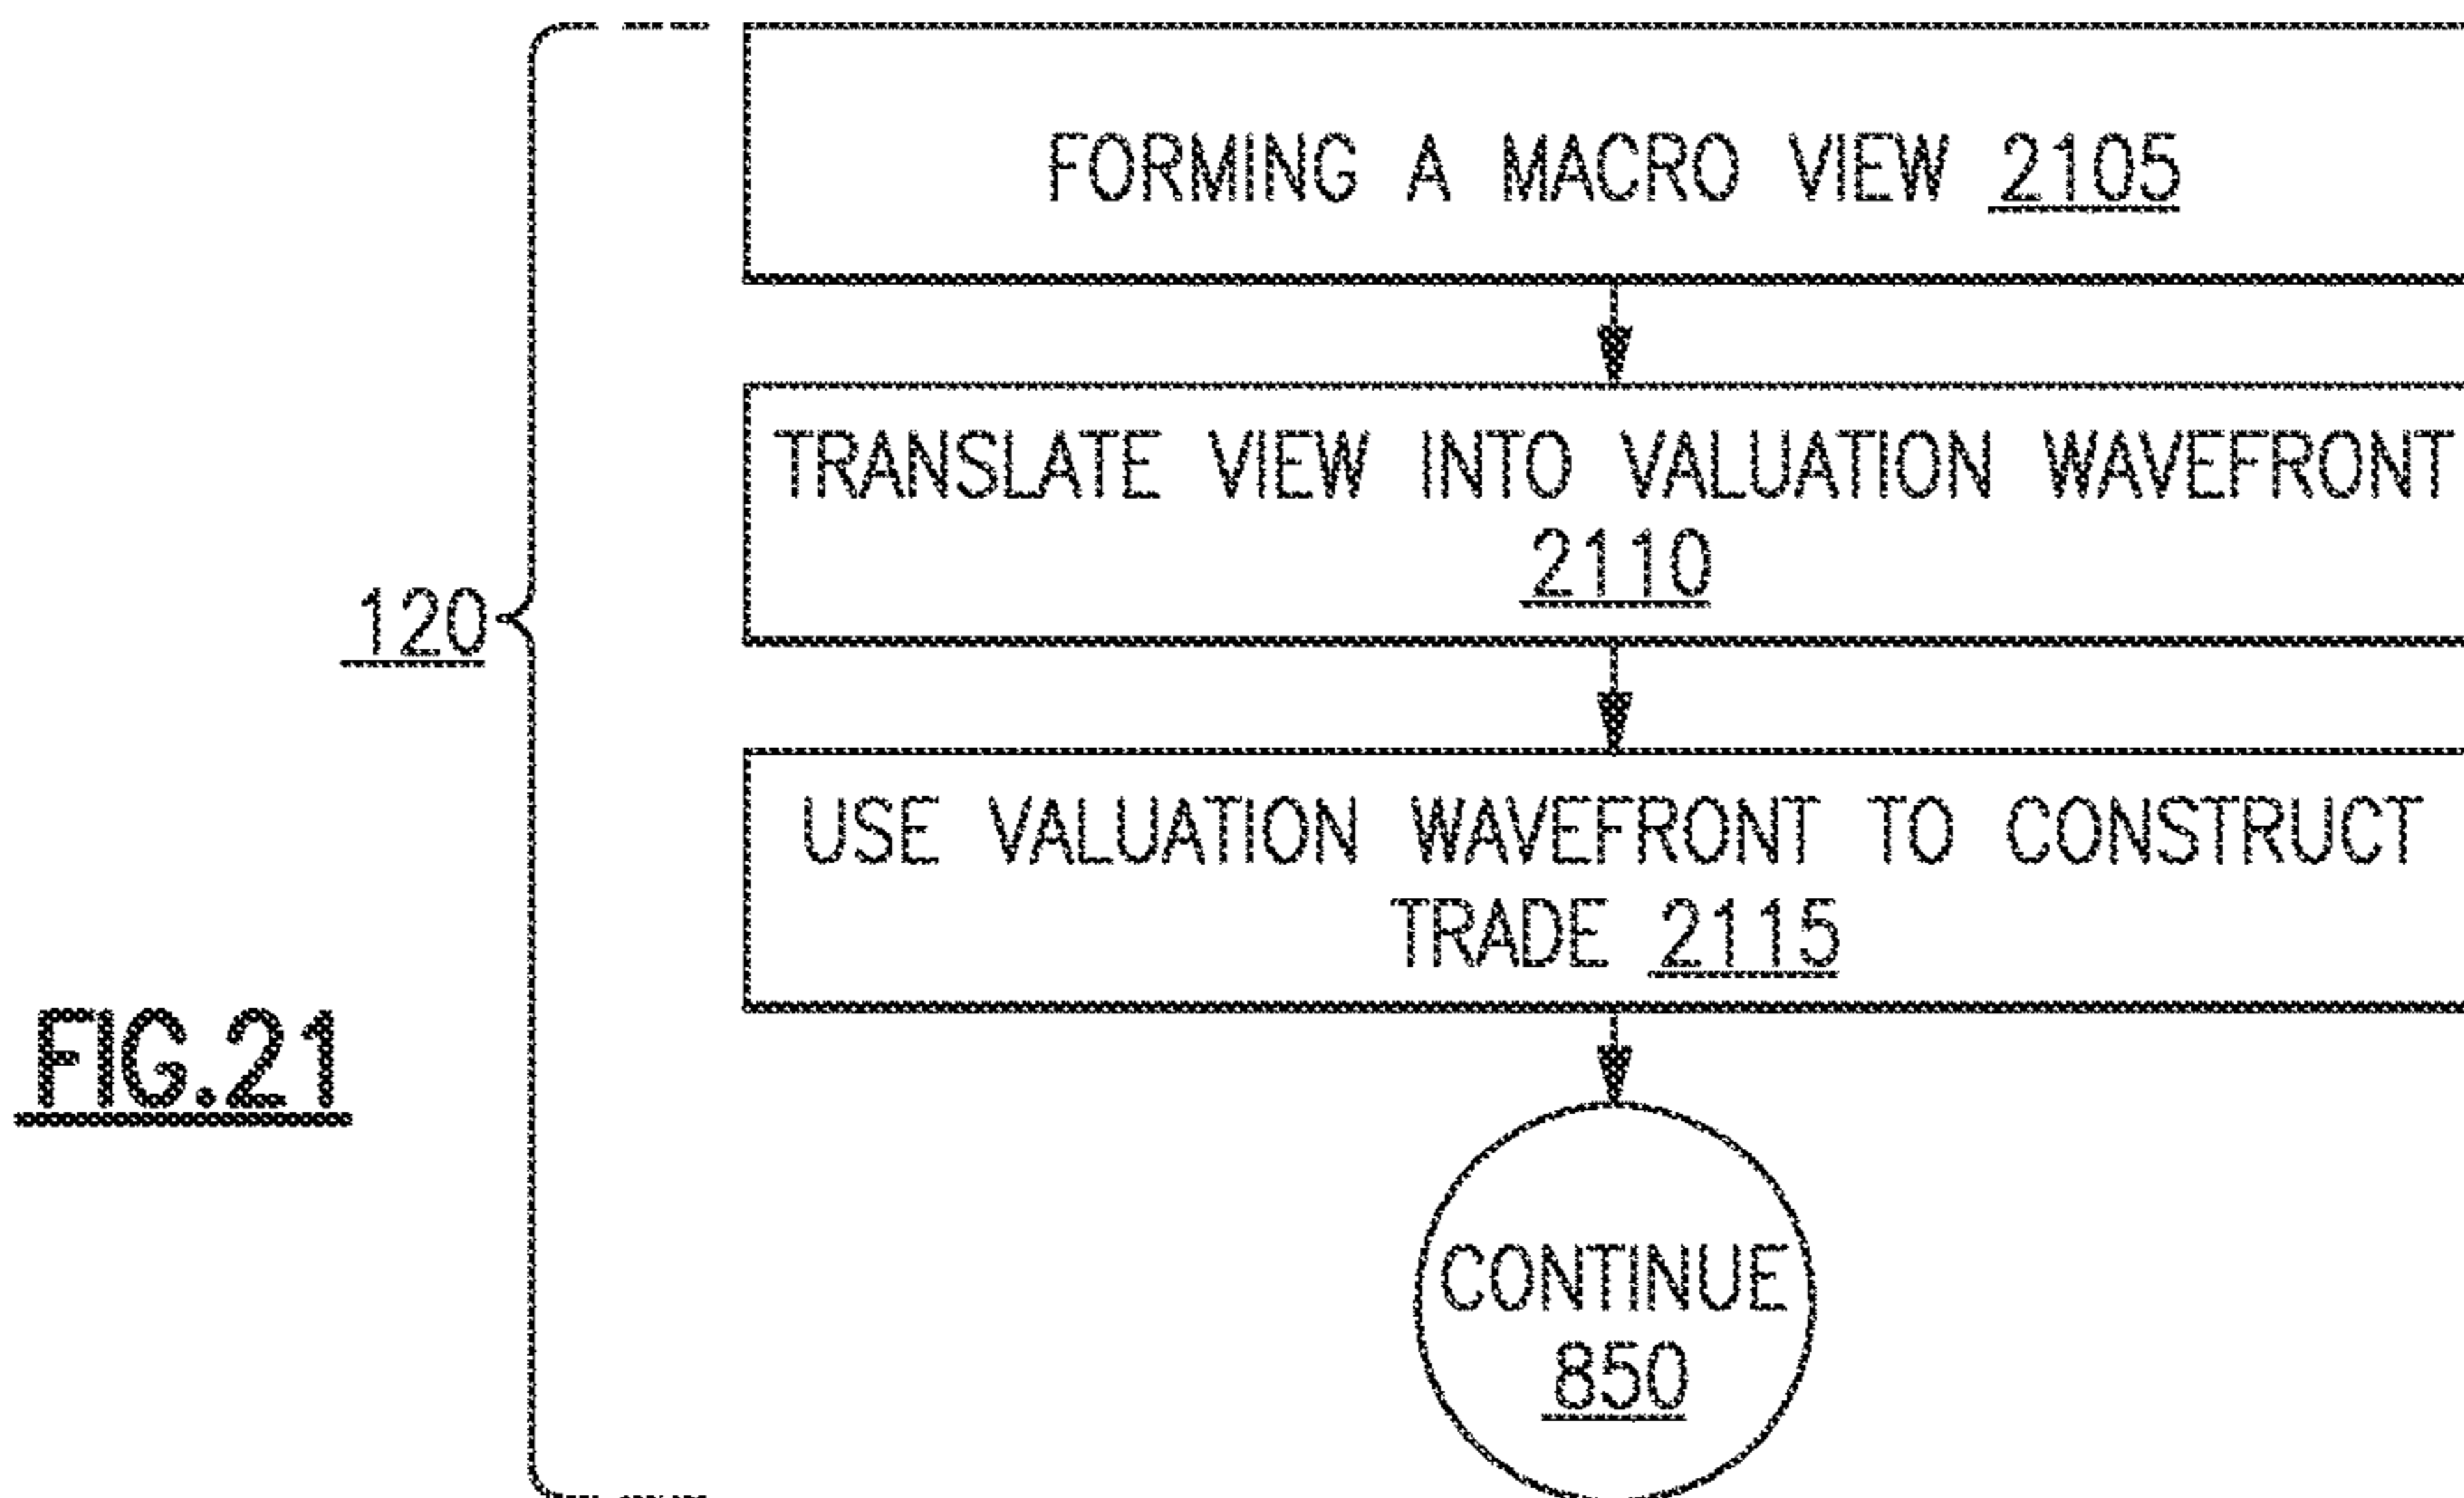 FORMING A MACRO VIEW 2105
TRANSLATE VIEW INTO VALUATION WAVEFRONT
2110
120
USE VALUATION WAVEFRONT TO CONSTRUCT
TRADE 2115
FIG.21
CONTINUE
850